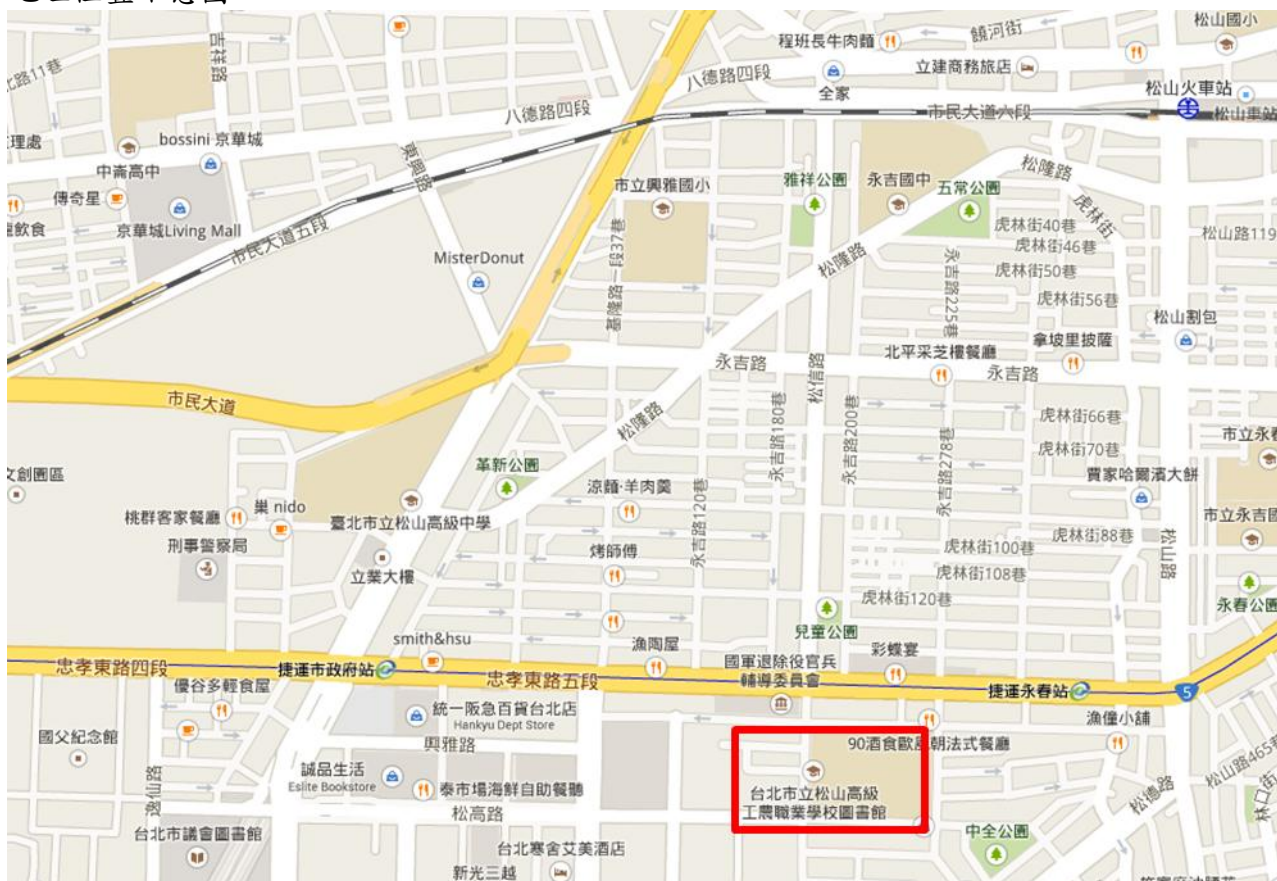 松山國小
程班長牛肉麵
饒河街
吉祥路
立建商務旅店
八德路四段
全家
松山火車站
八德路四段
市民大道六段
松山車站
bossini 京華城
東興路
中崙高中
松隆路
傳奇星
市立興雅國小
雅祥公園
永吉國中
五常公園
虎林街
京華城Living Mall
市民大道五段
虎林街40巷
松山路119
虎林街46巷
MisterDonut
松隆路
永吉路225巷
虎林街50巷
基隆路一段37巷
虎林街56巷
松山割包
拿坡里披薩
北平采芝樓餐廳
永吉路
松信路
永吉路
市民大道
松隆路
永吉路180巷
永吉路200巷
虎林街66巷
永吉路278巷
虎林街70巷
革新公園
賈家哈爾濱大餅
文創園區
涼麵·羊肉羹
巢 nido
桃群客家餐廳
臺北市立松山高級中學
永吉路120巷
刑事警察局
烤師傅
虎林街100巷
虎林街88巷
松山路
立業大樓
虎林街108巷
虎林街120巷
永春公園
兒童公園
smith&hsu
漁陶屋
彩蝶宴
國軍退除役官兵
輔導委員會
忠孝東路四段
捷運市政府站
忠孝東路五段
捷運永春站
5
優谷多輕食屋
統一阪急百貨台北店
Hankyu Dept Store
漁僮小舖
國父紀念館
興雅路
90酒食歐風朝法式餐廳
逸仙路
誠品生活
Eslite Bookstore
泰市場海鮮自助餐聽
台北市立松山高級
工農職業學校圖書館
松德路
松山路465巷
林口街
松高路
台北市議會圖書館
中全公園
台北寒舍艾美酒店
新光三越